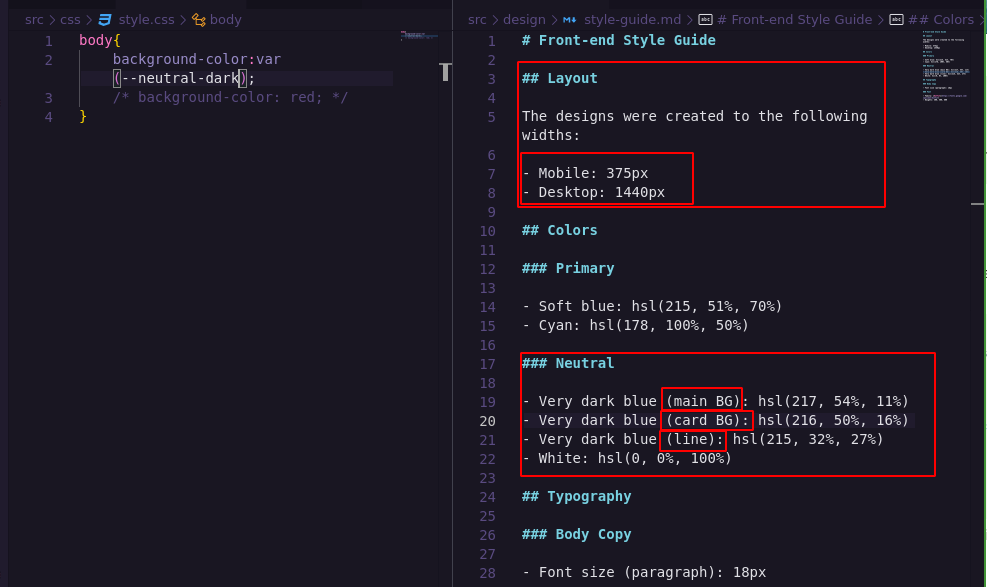 src > css > style.css > body
1 body{
2 background-color:var
(--neutral-dark);
3 /* background-color: red; */
4 }
src > design > style-guide.md > abc # Front-end Style Guide > abc ## Colors
1 # Front-end Style Guide
2
3 ## Layout
4
5 The designs were created to the following
widths:
6
7 - Mobile: 375px
8 - Desktop: 1440px
9
10 ## Colors
11
12 ### Primary
13
14 - Soft blue: hsl(215, 51%, 70%)
15 - Cyan: hsl(178, 100%, 50%)
16
17 ### Neutral
18
19 - Very dark blue (main BG): hsl(217, 54%, 11%)
20 - Very dark blue (card BG): hsl(216, 50%, 16%)
21 - Very dark blue (line): hsl(215, 32%, 27%)
22 - White: hsl(0, 0%, 100%)
23
24 ## Typography
25
26 ### Body Copy
27
28 - Font size (paragraph): 18px